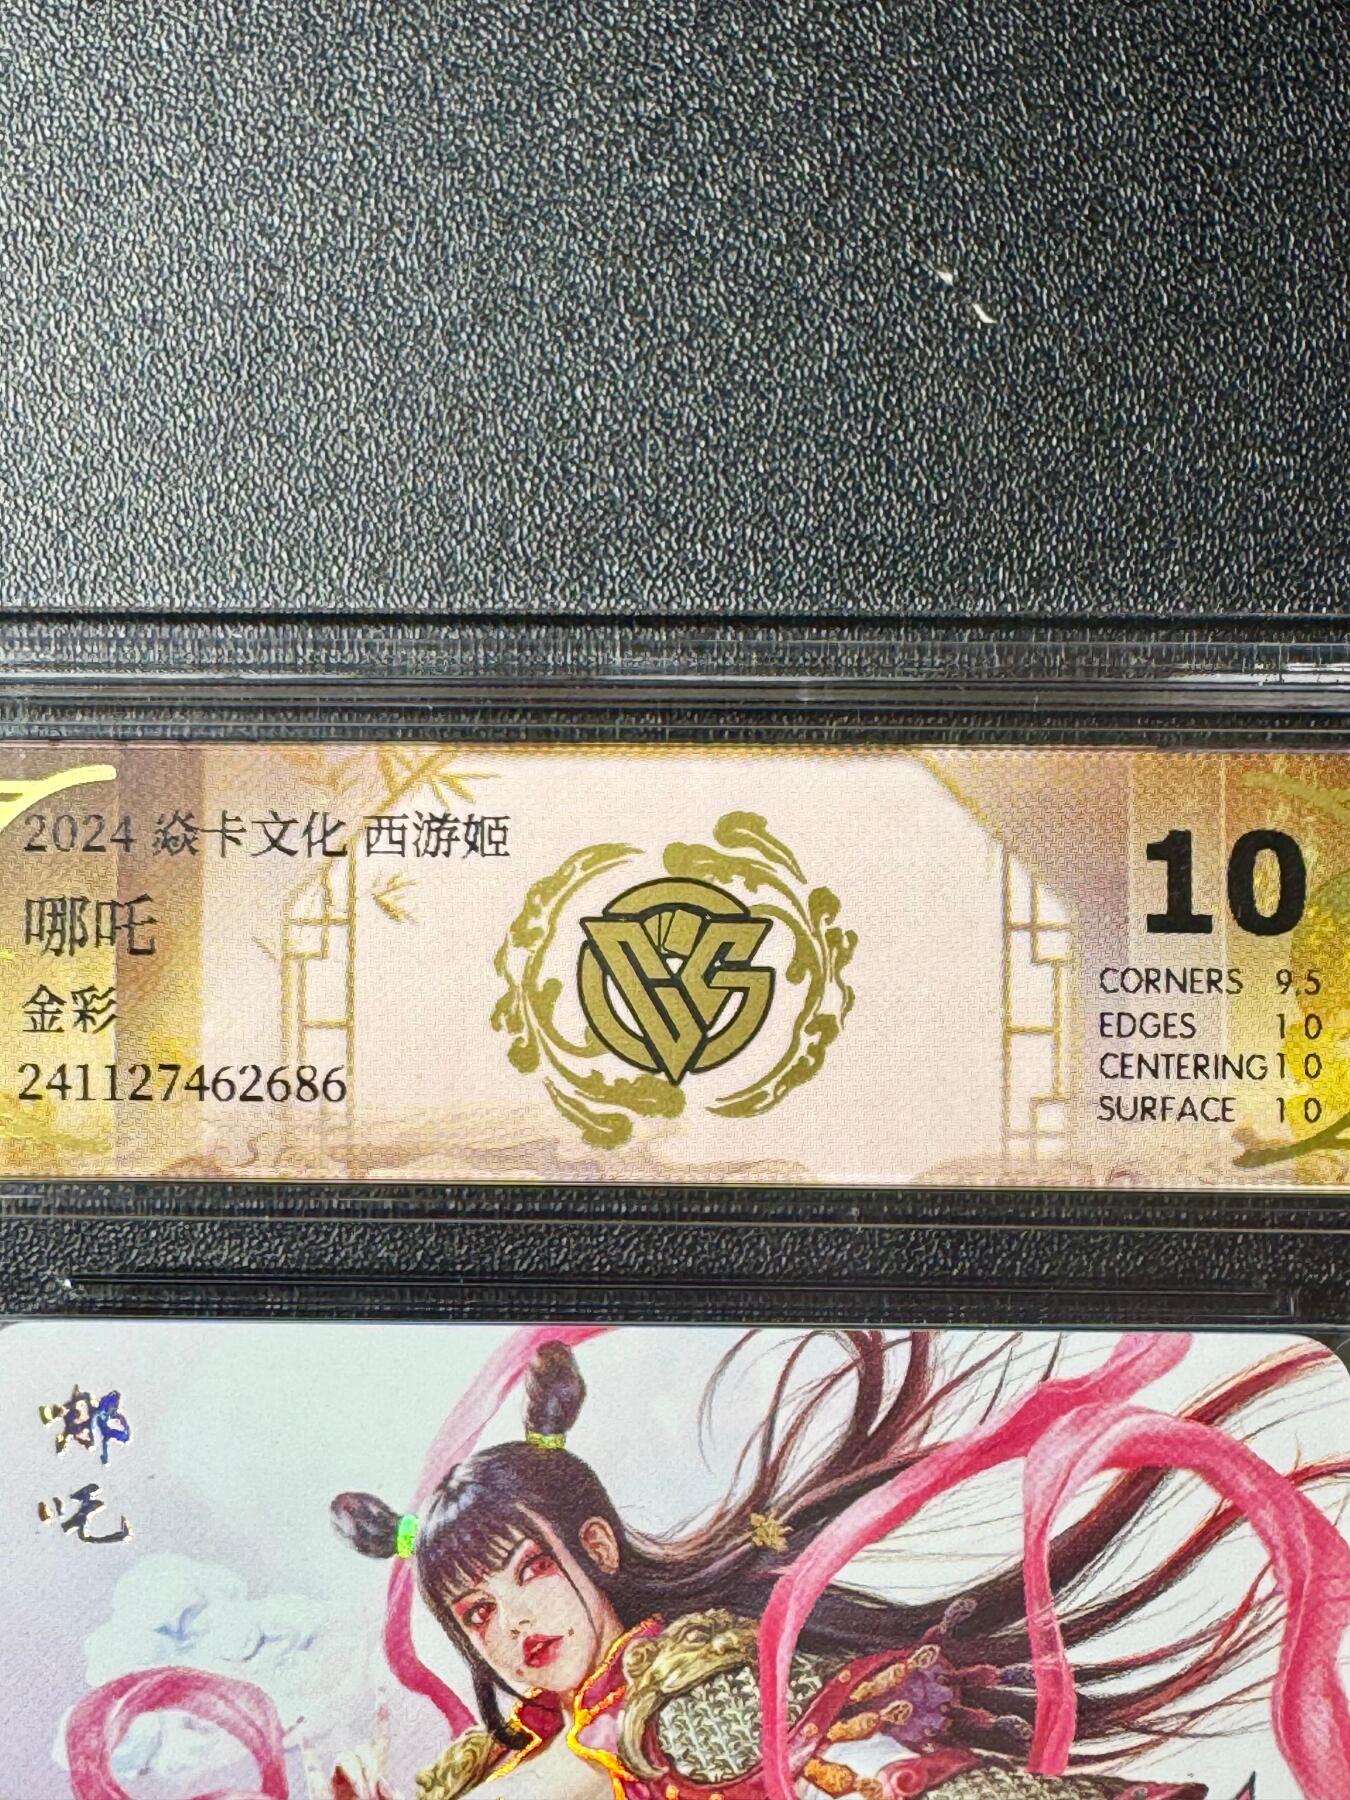 2024 焱卡文化 西游姬
哪吒
金彩
241127462686
CCS
10
CORNERS 9.5
EDGES 10
CENTERING 10
SURFACE 10
哪吒